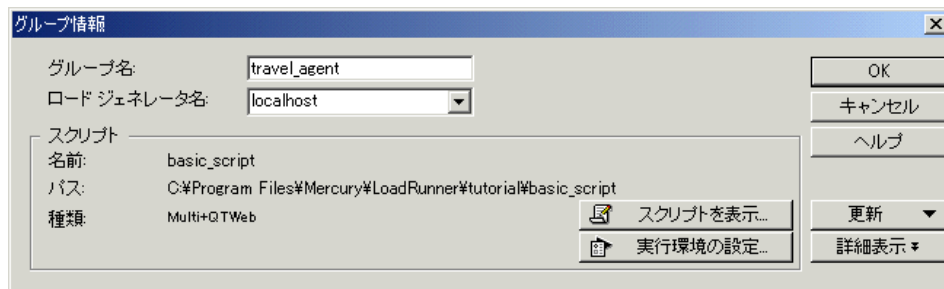 グループ情報
グループ名: travel_agent
ロード ジェネレータ名: localhost
スクリプト
名前: basic_script
パス: C:¥Program Files¥Mercury¥LoadRunner¥tutorial¥basic_script
種類: Multi+QTWeb
スクリプトを表示...
実行環境の設定...
OK
キャンセル
ヘルプ
更新
詳細表示